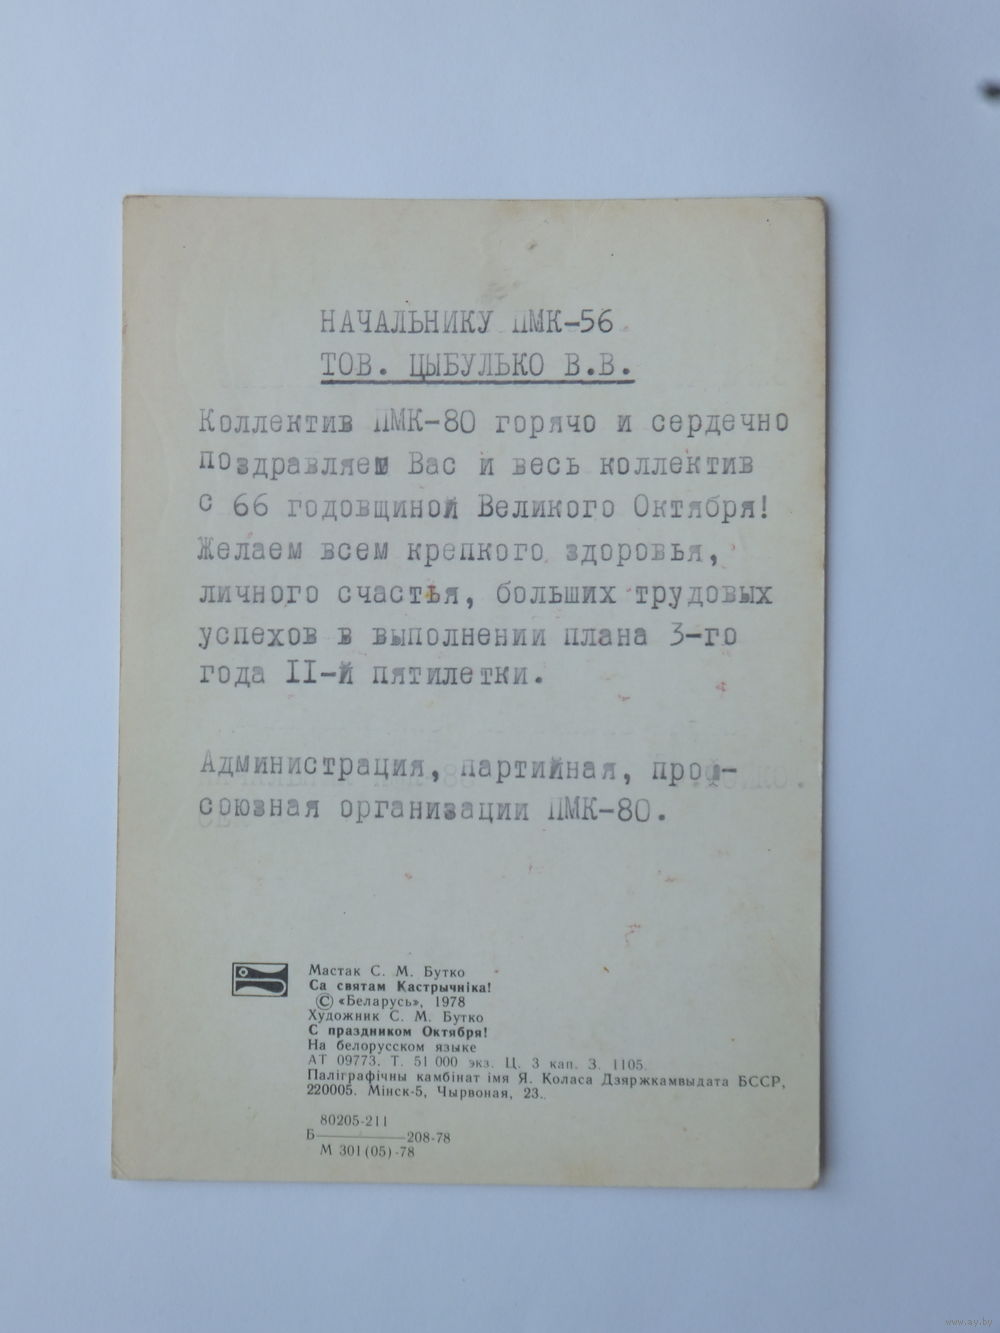 НАЧАЛЬНИКУ ПМК-56
ТОВ. ЦЫБУЛЬКО В.В.
Коллектив ПМК-80 горячо и сердечно
поздравляем Вас и весь коллектив
с 66 годовщиной Великого Октября!
Желаем всем крепкого здоровья,
личного счастья, больших трудовых
успехов в выполнении плана 3-го
года II-й пятилетки.
Администрация, партийная, проф-
союзная организации ПМК-80.
Мастак С. М. Бутко
Са святам Кастрычніка!
© «Беларусь», 1978
Художник С. М. Бутко
С праздником Октября!
На белорусском языке
АТ 09773. Т. 51 000 экз. Ц. 3 кап. З. 1105.
Паліграфічны камбінат імя Я. Коласа Дзяржкамвыдата БССР,
220005. Мінск-5, Чырвоная, 23.
80205-211
Б————208-78
М 301(05)-78
www.ay.by